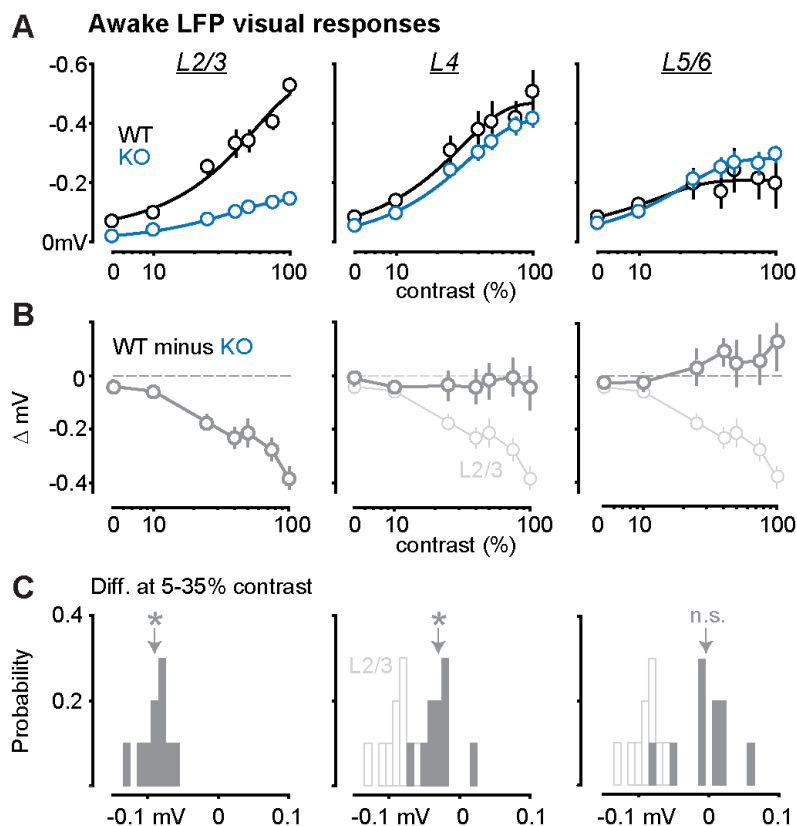 A Awake LFP visual responses
L2/3 L4 L5/6
-0.6
WT
KO
-0.4
-0.2
0mV
0 10 100 0 10 100 0 10 100
contrast (%)
B
WT minus KO
0
-0.2
-0.4
Δ mV
L2/3
0 10 100 0 10 100 0 10 100
contrast (%)
C Diff. at 5-35% contrast
0.4
* * n.s.
L2/3 L2/3
Probability
0.2
-0.1 mV 0 0.1 -0.1 mV 0 0.1 -0.1 mV 0 0.1